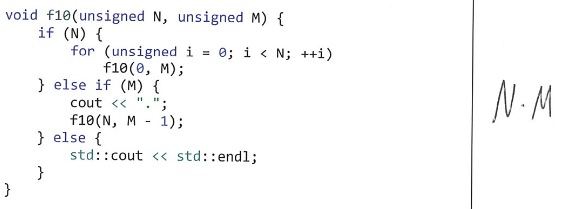 void f10(unsigned N, unsigned M) {
    if (N) {
        for (unsigned i = 0; i < N; ++i)
            f10(0, M);
    } else if (M) {
        cout << ".";
        f10(N, M - 1);
    } else {
        std::cout << std::endl;
    }
}
N·M